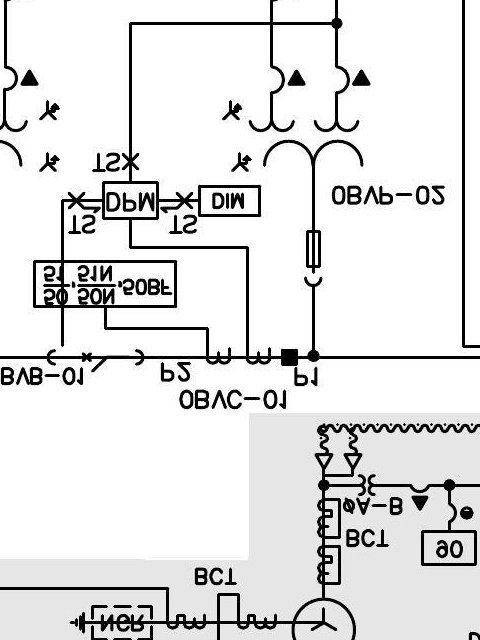 TS
DPM
DIM
0BVP-02
TS
TS
51 51N
50, 50N, 50BF
BVB-01
P2
P1
0BVC-01
ØA-B
BCT
90
BCT
NGR